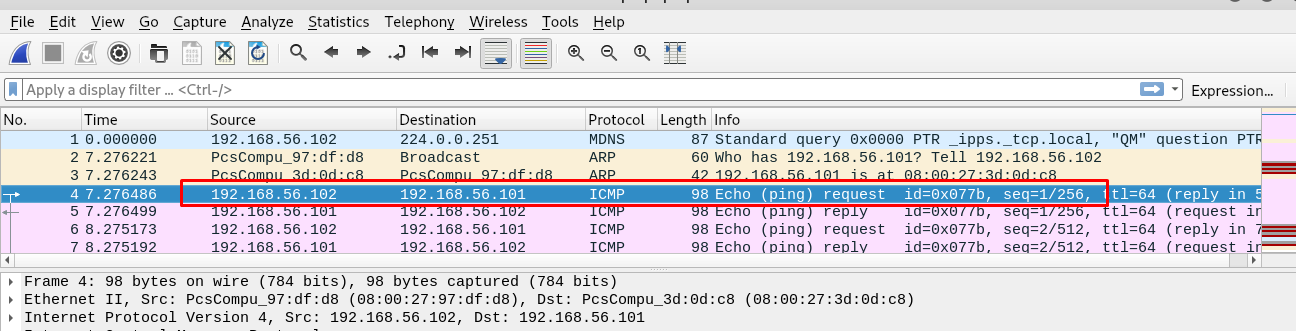 File Edit View Go Capture Analyze Statistics Telephony Wireless Tools Help
Apply a display filter ... <Ctrl-/> Expression...
No. Time Source Destination Protocol Length Info
1 0.000000 192.168.56.102 224.0.0.251 MDNS 87 Standard query 0x0000 PTR _ipps._tcp.local, "QM" question PTR
2 7.276221 PcsCompu_97:df:d8 Broadcast ARP 60 Who has 192.168.56.101? Tell 192.168.56.102
3 7.276243 PcsCompu_3d:0d:c8 PcsCompu_97:df:d8 ARP 42 192.168.56.101 is at 08:00:27:3d:0d:c8
4 7.276486 192.168.56.102 192.168.56.101 ICMP 98 Echo (ping) request id=0x077b, seq=1/256, ttl=64 (reply in 5
5 7.276499 192.168.56.101 192.168.56.102 ICMP 98 Echo (ping) reply id=0x077b, seq=1/256, ttl=64 (request in
6 8.275173 192.168.56.102 192.168.56.101 ICMP 98 Echo (ping) request id=0x077b, seq=2/512, ttl=64 (reply in 7
7 8.275192 192.168.56.101 192.168.56.102 ICMP 98 Echo (ping) reply id=0x077b, seq=2/512, ttl=64 (request in
Frame 4: 98 bytes on wire (784 bits), 98 bytes captured (784 bits)
Ethernet II, Src: PcsCompu_97:df:d8 (08:00:27:97:df:d8), Dst: PcsCompu_3d:0d:c8 (08:00:27:3d:0d:c8)
Internet Protocol Version 4, Src: 192.168.56.102, Dst: 192.168.56.101